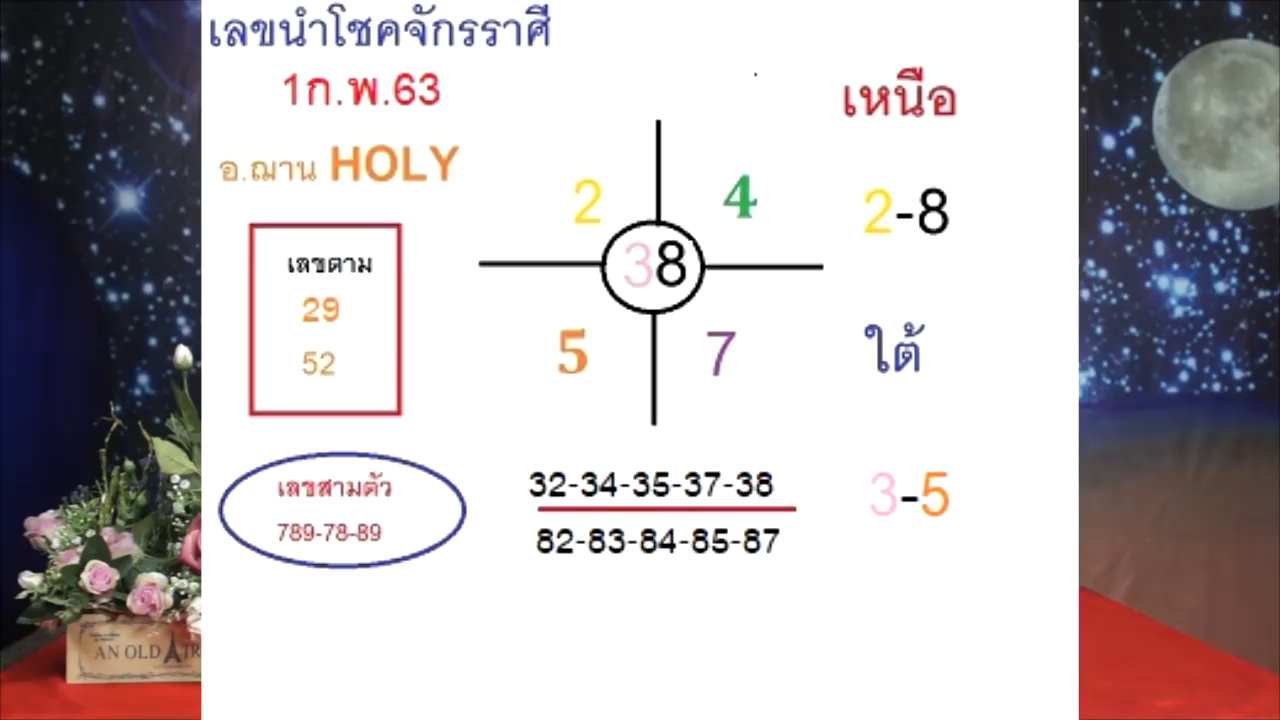 เลขนำโชคจักรราศี
1ก.พ.63
อ.ฌาน HOLY
เลขตาม
29
52
เลขสามตัว
789-78-89
2
4
38
5
7
32-34-35-37-38
82-83-84-85-87
เหนือ
2-8
ใต้
3-5
AN OLD